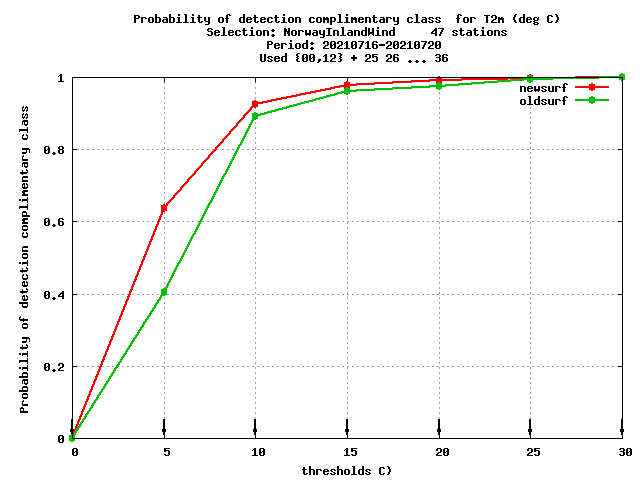 Probability of detection complimentary class  for T2m (deg C)
Selection: NorwayInlandWind     47 stations
Period: 20210716-20210720
Used {00,12} + 25 26 ... 36
newsurf
oldsurf
Probability of detection complimentary class
1
0.8
0.6
0.4
0.2
0
0 5 10 15 20 25 30
thresholds C)